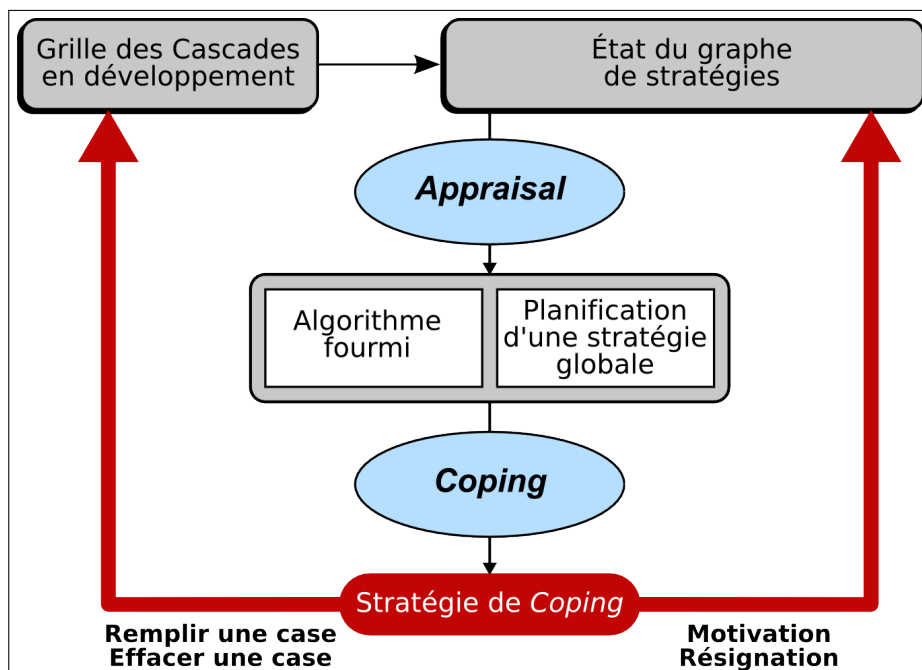 Grille des Cascades
en développement
État du graphe
de stratégies
Appraisal
Algorithme
fourmi
Planification
d'une stratégie
globale
Coping
Stratégie de Coping
Remplir une case
Effacer une case
Motivation
Résignation